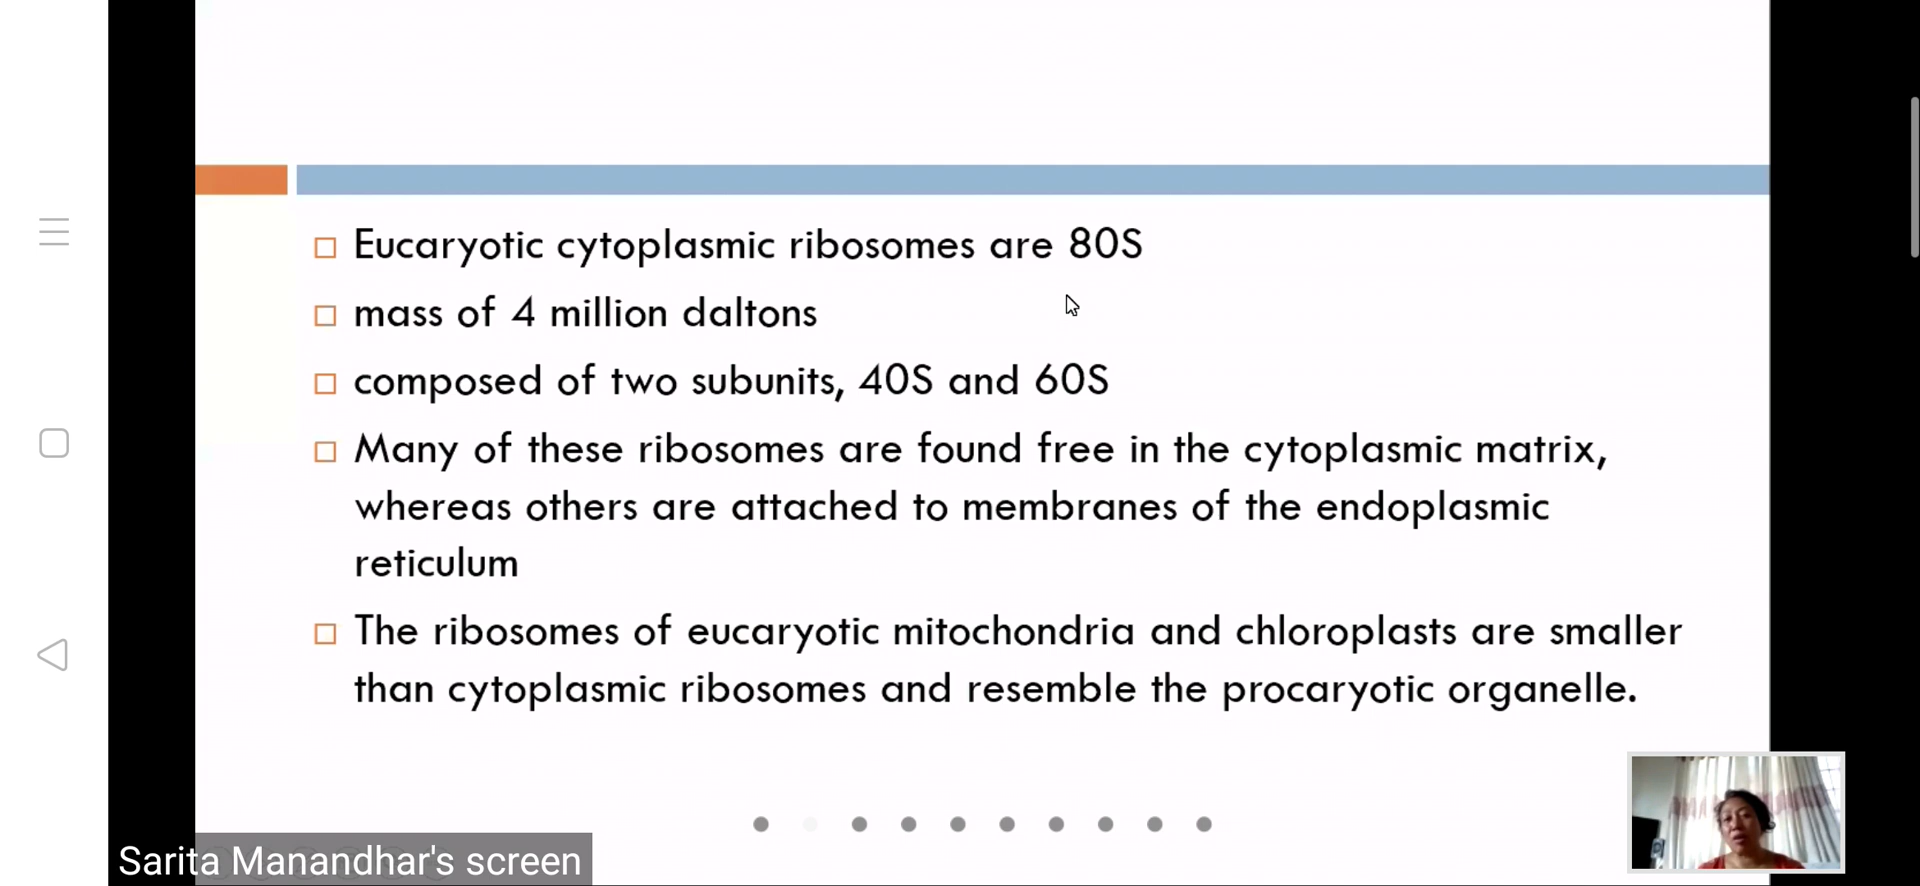 Eucaryotic cytoplasmic ribosomes are 80S
mass of 4 million daltons
composed of two subunits, 40S and 60S
Many of these ribosomes are found free in the cytoplasmic matrix,
whereas others are attached to membranes of the endoplasmic
reticulum
The ribosomes of eucaryotic mitochondria and chloroplasts are smaller
than cytoplasmic ribosomes and resemble the procaryotic organelle.
Sarita Manandhar's screen